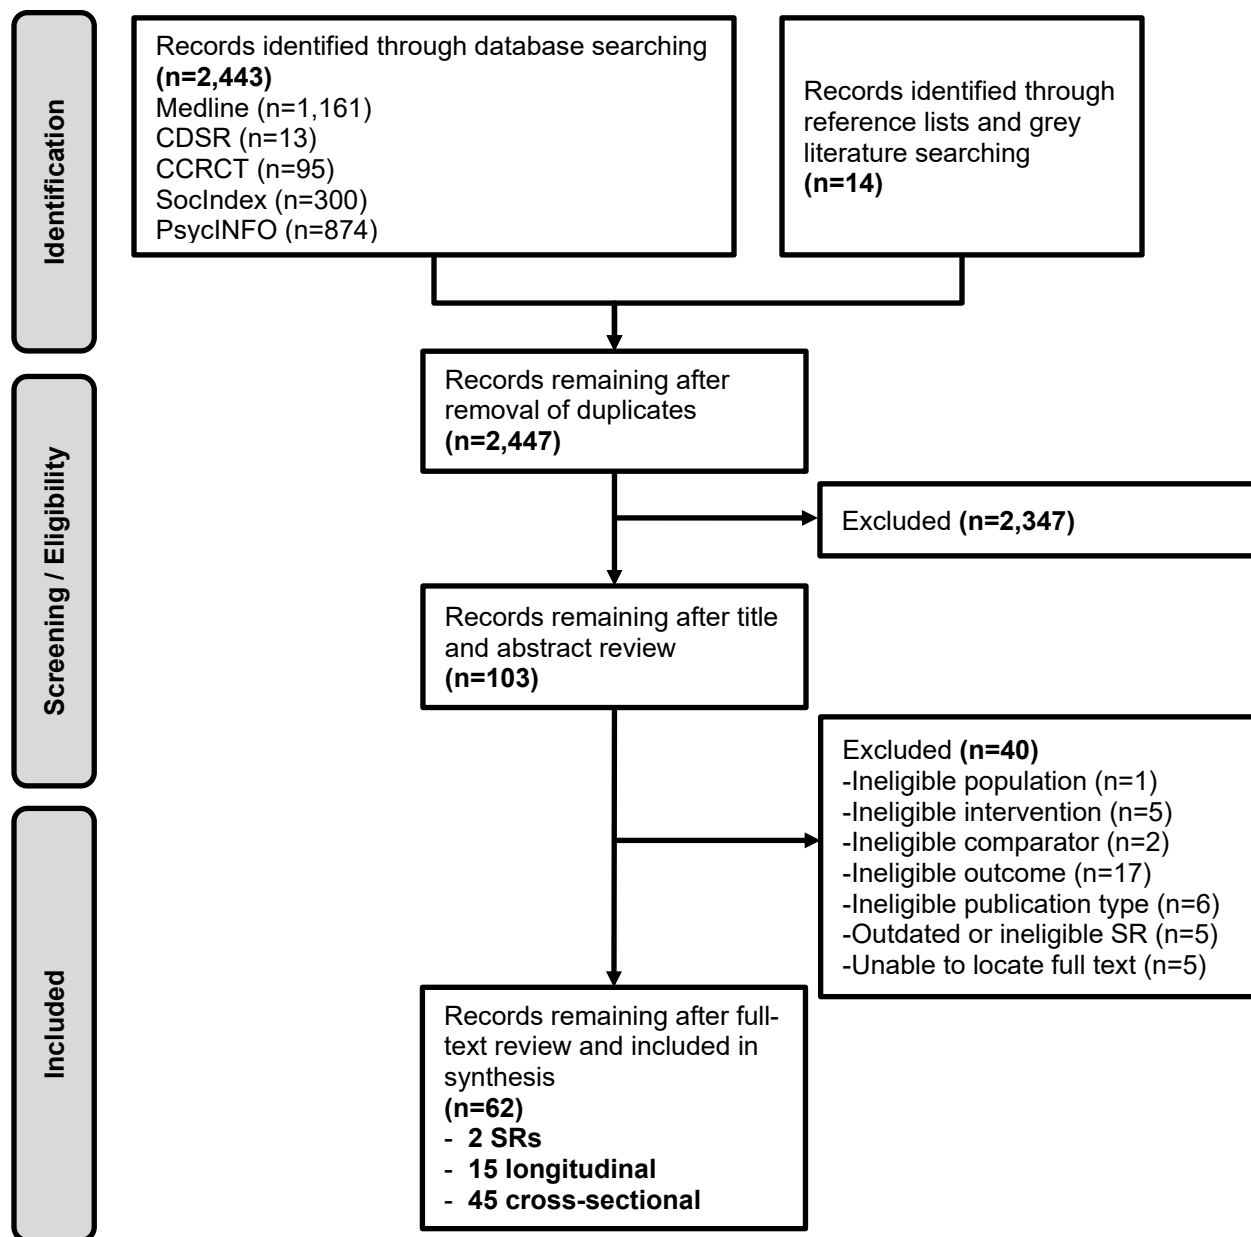 Identification
Records identified through database searching
(n=2,443)
Medline (n=1,161)
CDSR (n=13)
CCRCT (n=95)
SocIndex (n=300)
PsycINFO (n=874)
Records identified through
reference lists and grey
literature searching
(n=14)
Screening / Eligibility
Records remaining after
removal of duplicates
(n=2,447)
Excluded (n=2,347)
Records remaining after title
and abstract review
(n=103)
Excluded (n=40)
-Ineligible population (n=1)
-Ineligible intervention (n=5)
-Ineligible comparator (n=2)
-Ineligible outcome (n=17)
-Ineligible publication type (n=6)
-Outdated or ineligible SR (n=5)
-Unable to locate full text (n=5)
Included
Records remaining after full-
text review and included in
synthesis
(n=62)
- 2 SRs
- 15 longitudinal
- 45 cross-sectional